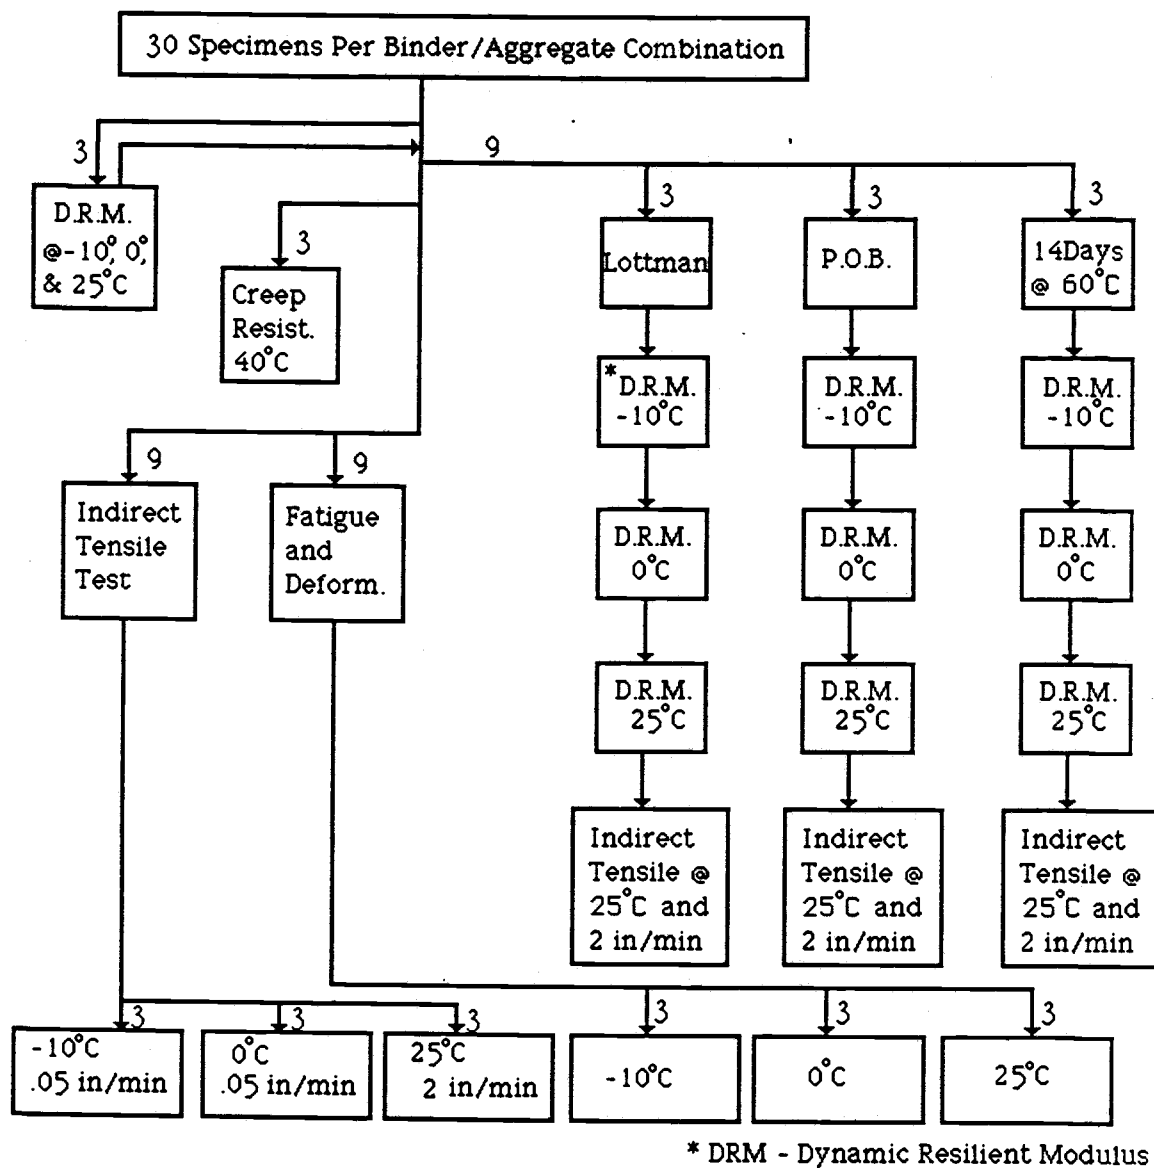 30 Specimens Per Binder/Aggregate Combination
3
9
D.R.M.
@-10°, 0°,
& 25°C
3
Creep
Resist.
40°C
3
Lottman
3
P.O.B.
3
14Days
@ 60°C
*D.R.M.
-10°C
D.R.M.
-10°C
D.R.M.
-10°C
9
Indirect
Tensile
Test
9
Fatigue
and
Deform.
D.R.M.
0°C
D.R.M.
0°C
D.R.M.
0°C
D.R.M.
25°C
D.R.M.
25°C
D.R.M.
25°C
Indirect
Tensile @
25°C and
2 in/min
Indirect
Tensile @
25°C and
2 in/min
Indirect
Tensile @
25°C and
2 in/min
3
-10°C
.05 in/min
3
0°C
.05 in/min
3
25°C
2 in/min
3
-10°C
3
0°C
3
25°C
* DRM - Dynamic Resilient Modulus